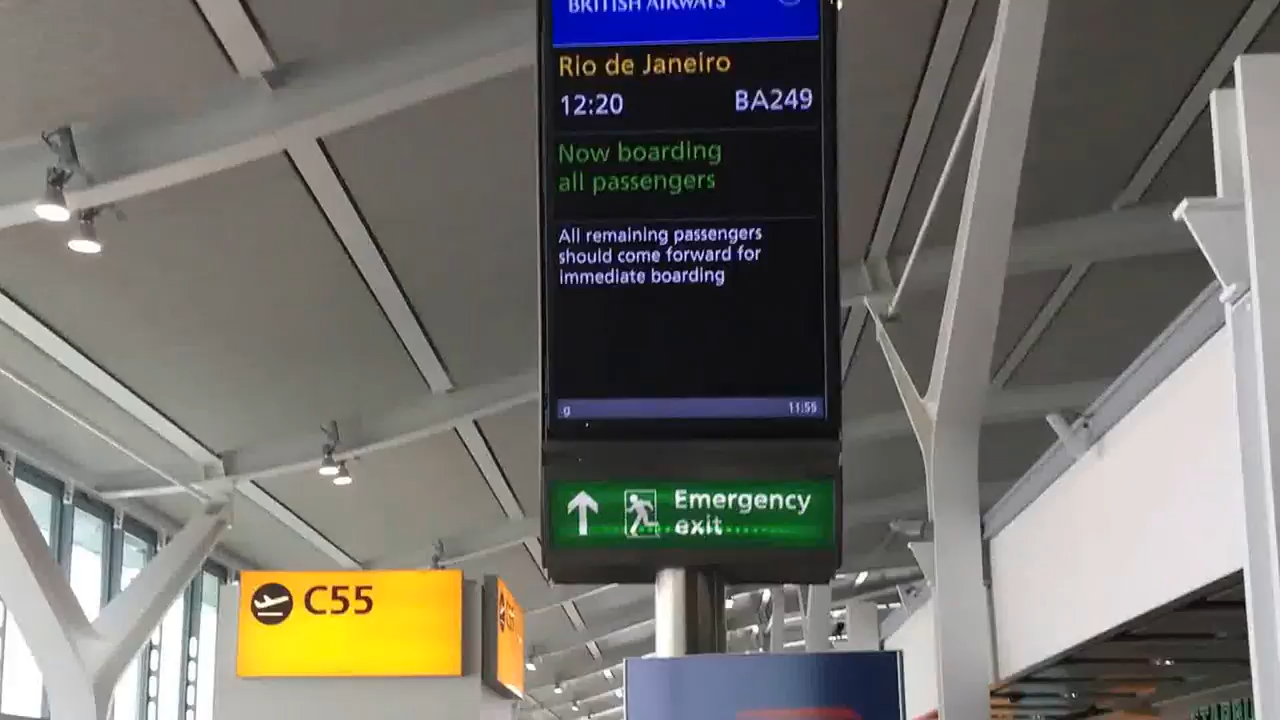 BRITISH AIRWAYS
Rio de Janeiro
12:20 BA249
Now boarding
all passengers
All remaining passengers
should come forward for
immediate boarding
.g 11:55
Emergency
exit
C55